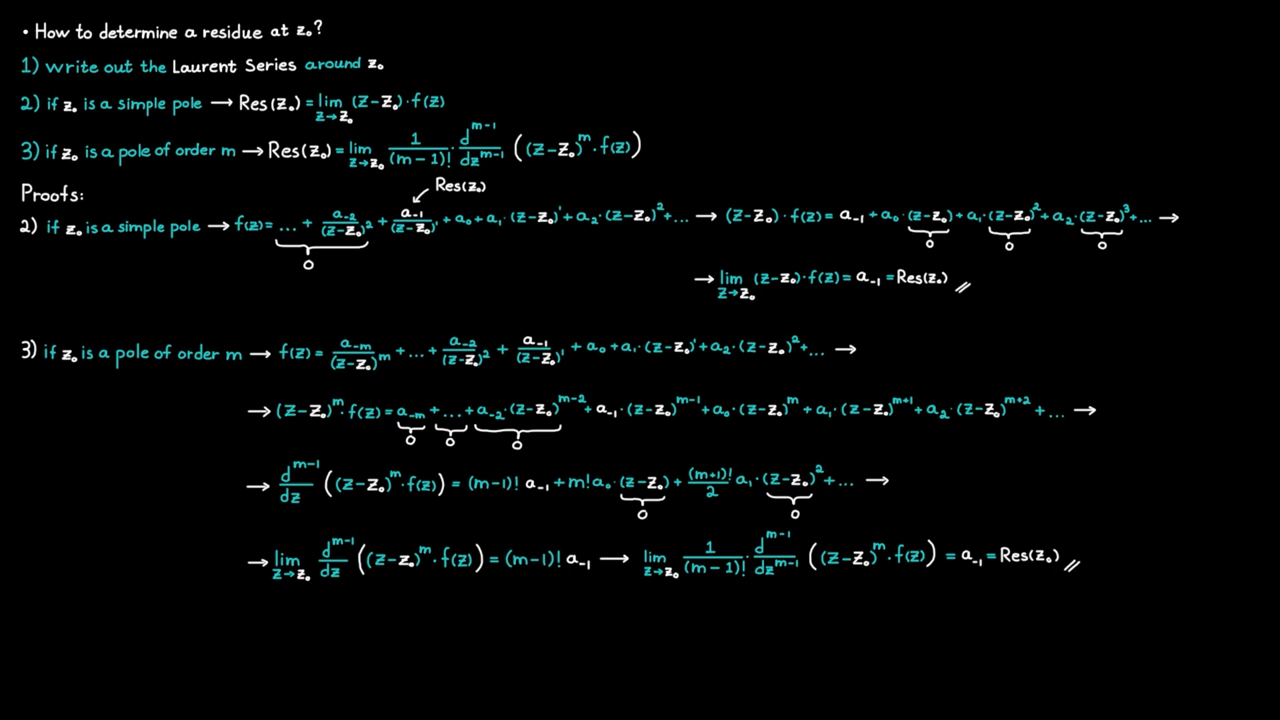 • How to determine a residue at z₀?
1) write out the Laurent Series around z₀
2) if z₀ is a simple pole → Res(z₀) = lim_{z→z₀} (z-z₀)·f(z)
3) if z₀ is a pole of order m → Res(z₀) = lim_{z→z₀} 1/(m-1)! · d^{m-1}/dz^{m-1} ((z-z₀)^m · f(z))
Proofs:
Res(z₀)
2) if z₀ is a simple pole → f(z) = ... + a₋₂/(z-z₀)² + a₋₁/(z-z₀)¹ + a₀ + a₁·(z-z₀)¹ + a₂·(z-z₀)² + ... → (z-z₀)·f(z) = a₋₁ + a₀·(z-z₀) + a₁·(z-z₀)² + a₂·(z-z₀)³ + ... →
0 0 0 0
→ lim_{z→z₀} (z-z₀)·f(z) = a₋₁ = Res(z₀) //
3) if z₀ is a pole of order m → f(z) = a₋ₘ/(z-z₀)^m + ... + a₋₂/(z-z₀)² + a₋₁/(z-z₀)¹ + a₀ + a₁·(z-z₀)¹ + a₂·(z-z₀)² + ... →
→ (z-z₀)^m · f(z) = a₋ₘ + ... + a₋₂·(z-z₀)^{m-2} + a₋₁·(z-z₀)^{m-1} + a₀·(z-z₀)^m + a₁·(z-z₀)^{m+1} + a₂·(z-z₀)^{m+2} + ... →
0 0 0
→ d^{m-1}/dz ((z-z₀)^m · f(z)) = (m-1)! a₋₁ + m! a₀·(z-z₀) + (m+1)!/2 a₁·(z-z₀)² + ... →
0 0
→ lim_{z→z₀} d^{m-1}/dz ((z-z₀)^m · f(z)) = (m-1)! a₋₁ → lim_{z→z₀} 1/(m-1)! · d^{m-1}/dz^{m-1} ((z-z₀)^m · f(z)) = a₋₁ = Res(z₀) //